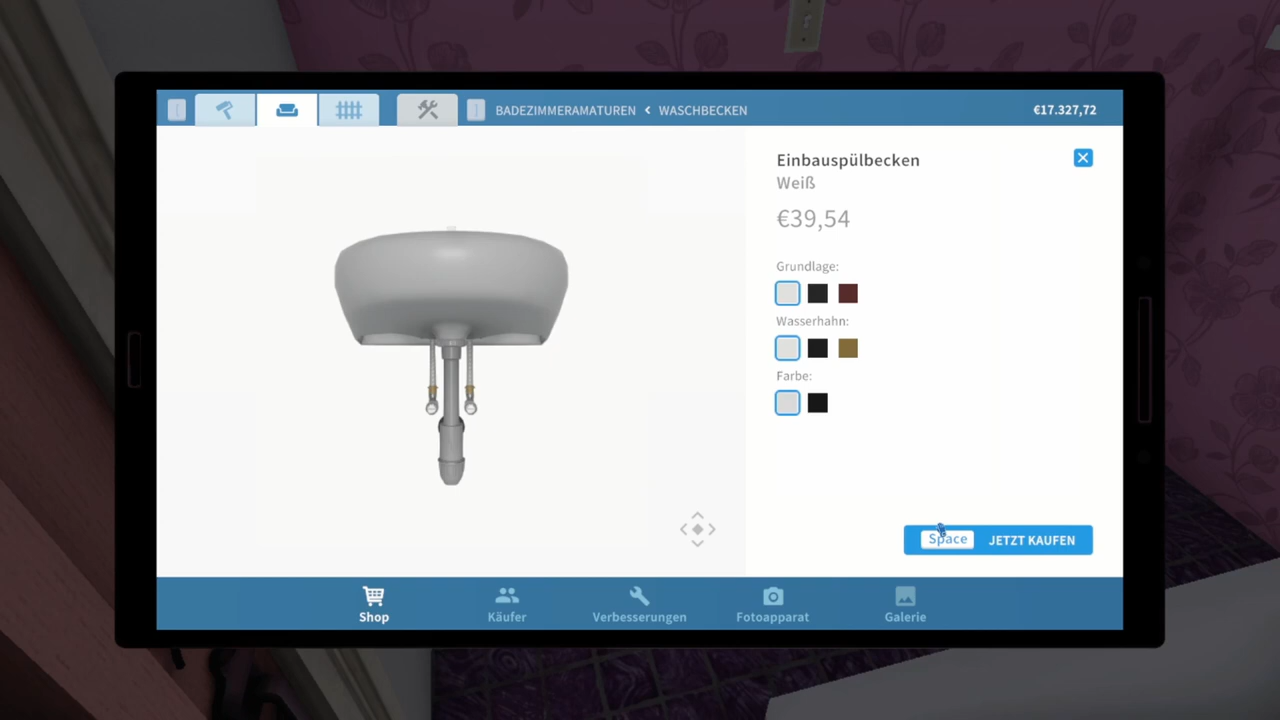 BADEZIMMERAMATUREN < WASCHBECKEN
€17.327,72
Einbauspülbecken
Weiß
€39,54
Grundlage:
Wasserhahn:
Farbe:
Space JETZT KAUFEN
Shop
Käufer
Verbesserungen
Fotoapparat
Galerie